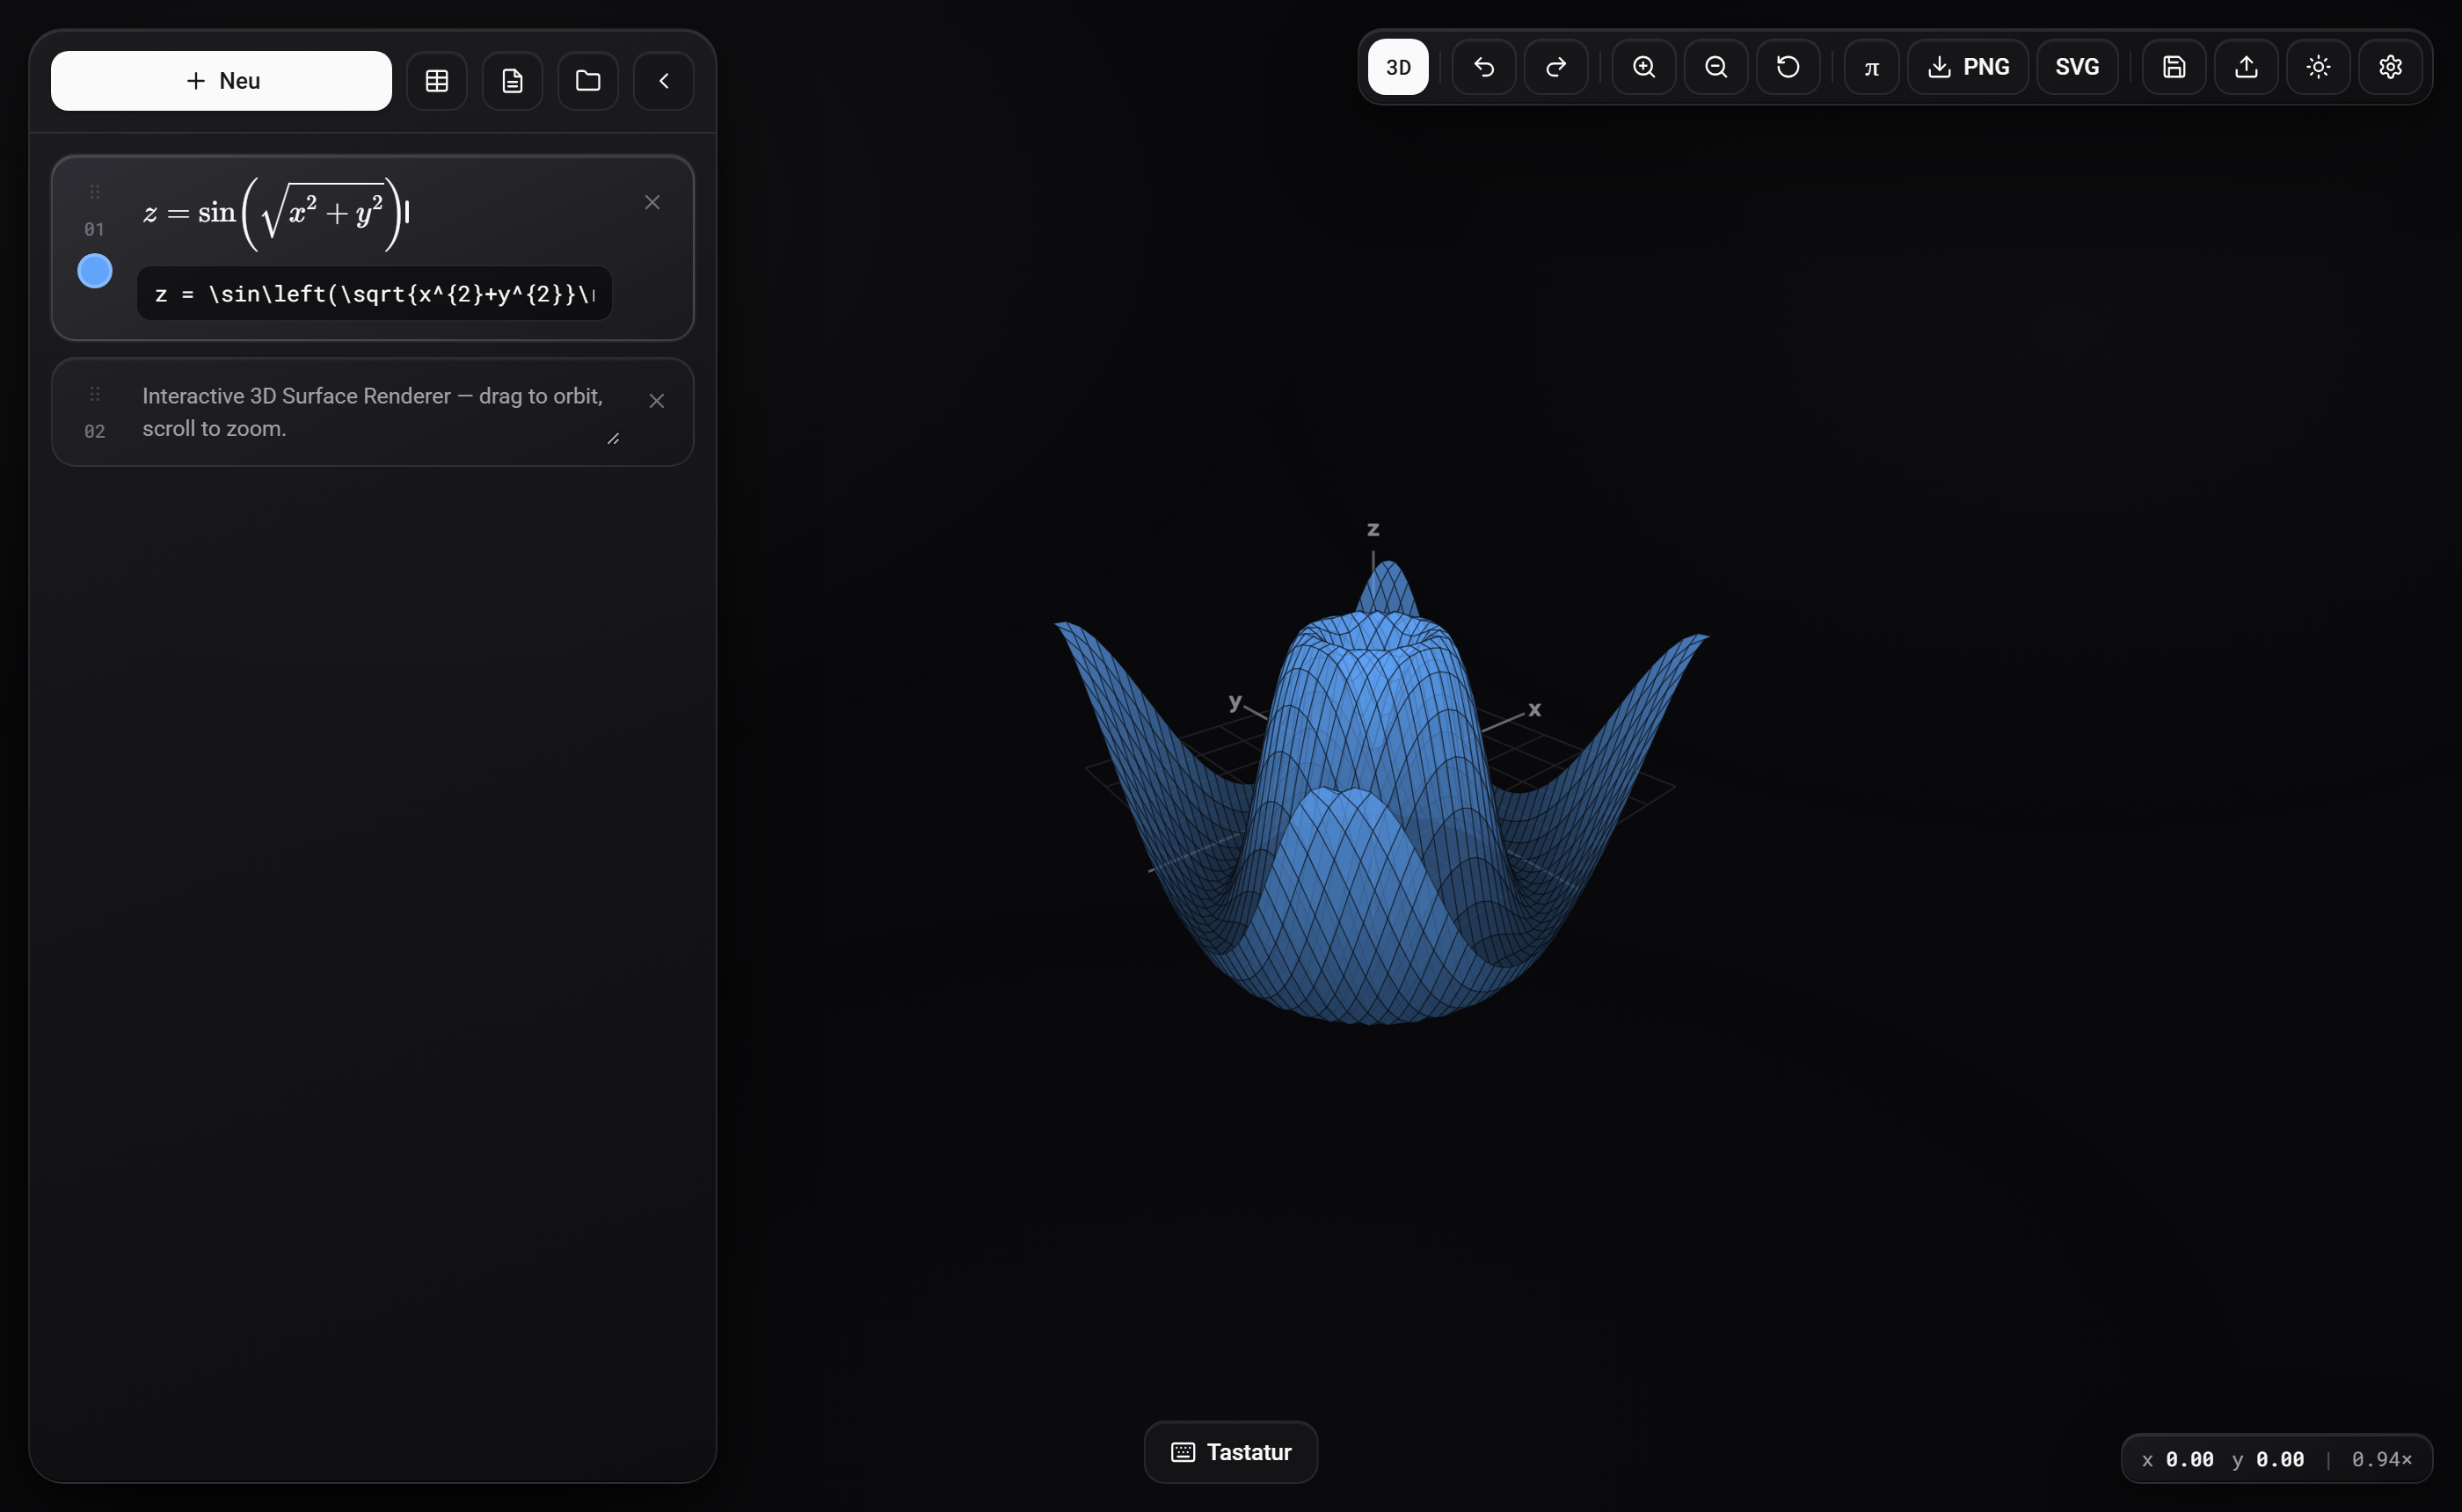 Neu
3D
π
PNG
SVG
01
z = sin(√(x² + y²))
z = \sin\left(\sqrt{x^{2}+y^{2}}\
02
Interactive 3D Surface Renderer — drag to orbit,
scroll to zoom.
z
y
x
Tastatur
x 0.00 y 0.00 | 0.94×